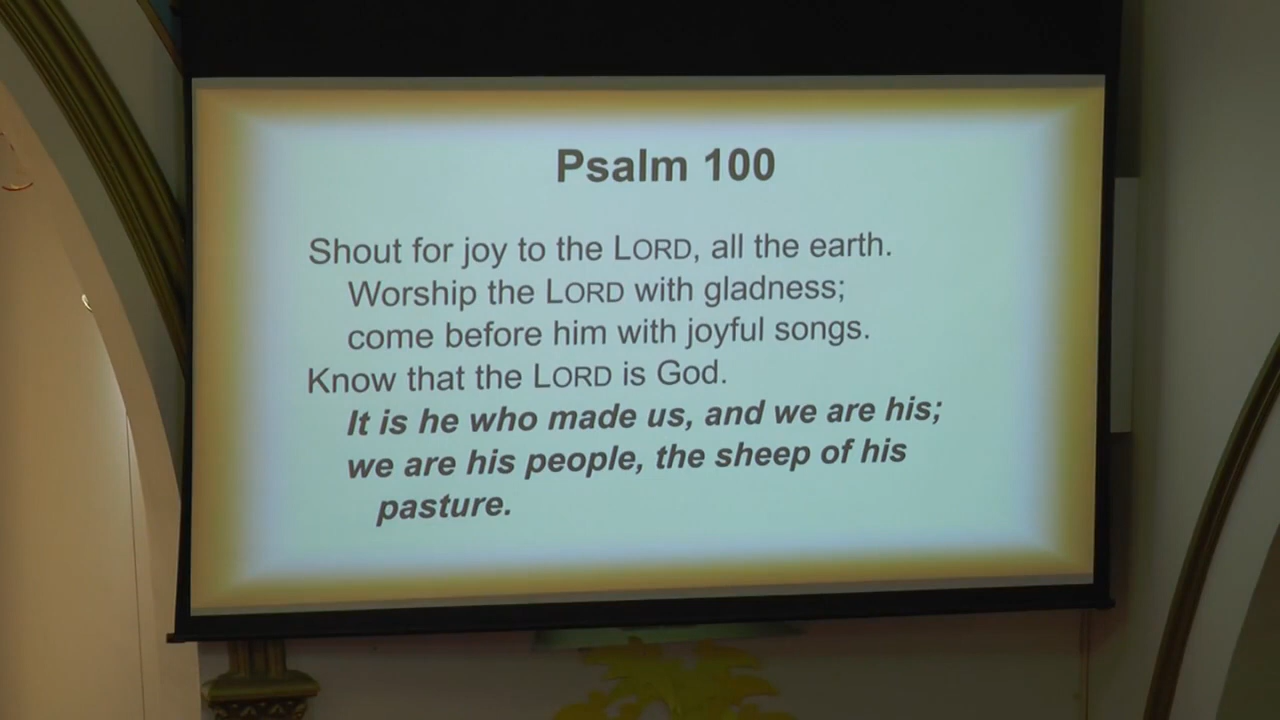 Psalm 100
Shout for joy to the LORD, all the earth.
Worship the LORD with gladness;
come before him with joyful songs.
Know that the LORD is God.
It is he who made us, and we are his;
we are his people, the sheep of his
pasture.